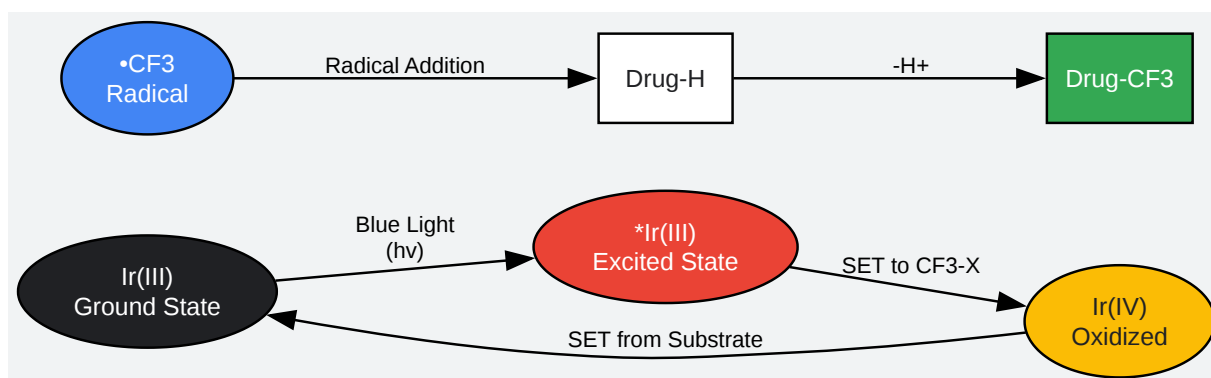 •CF3
Radical
Radical Addition
Drug-H
-H+
Drug-CF3
Ir(III)
Ground State
Blue Light
(hv)
*Ir(III)
Excited State
SET to CF3-X
Ir(IV)
Oxidized
SET from Substrate